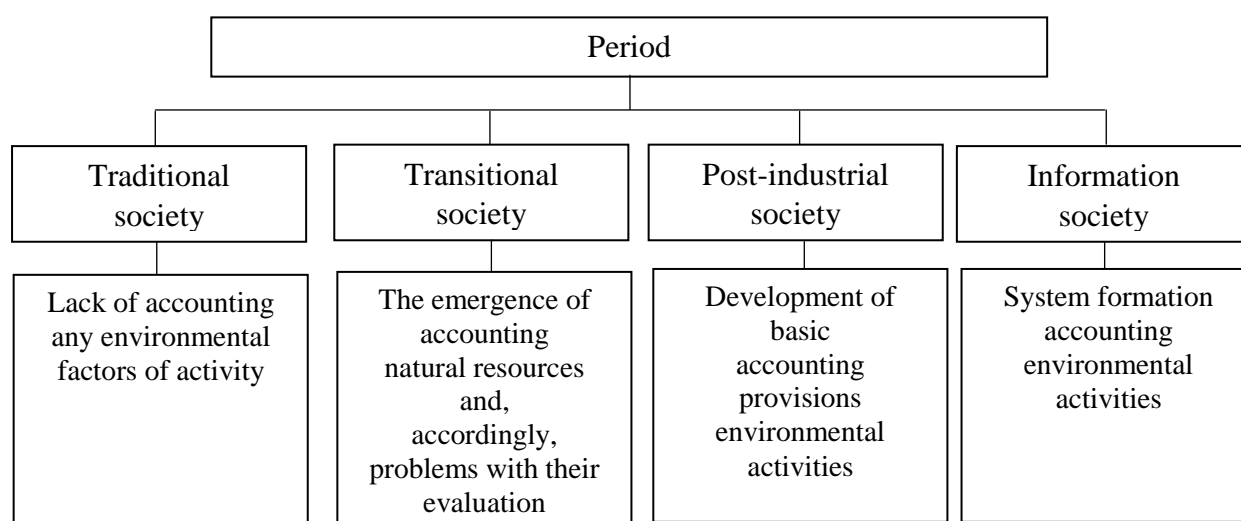 Period
Traditional
society
Transitional
society
Post-industrial
society
Information
society
Lack of accounting
any environmental
factors of activity
The emergence of
accounting
natural resources
and,
accordingly,
problems with their
evaluation
Development of
basic
accounting
provisions
environmental
activities
System formation
accounting
environmental
activities